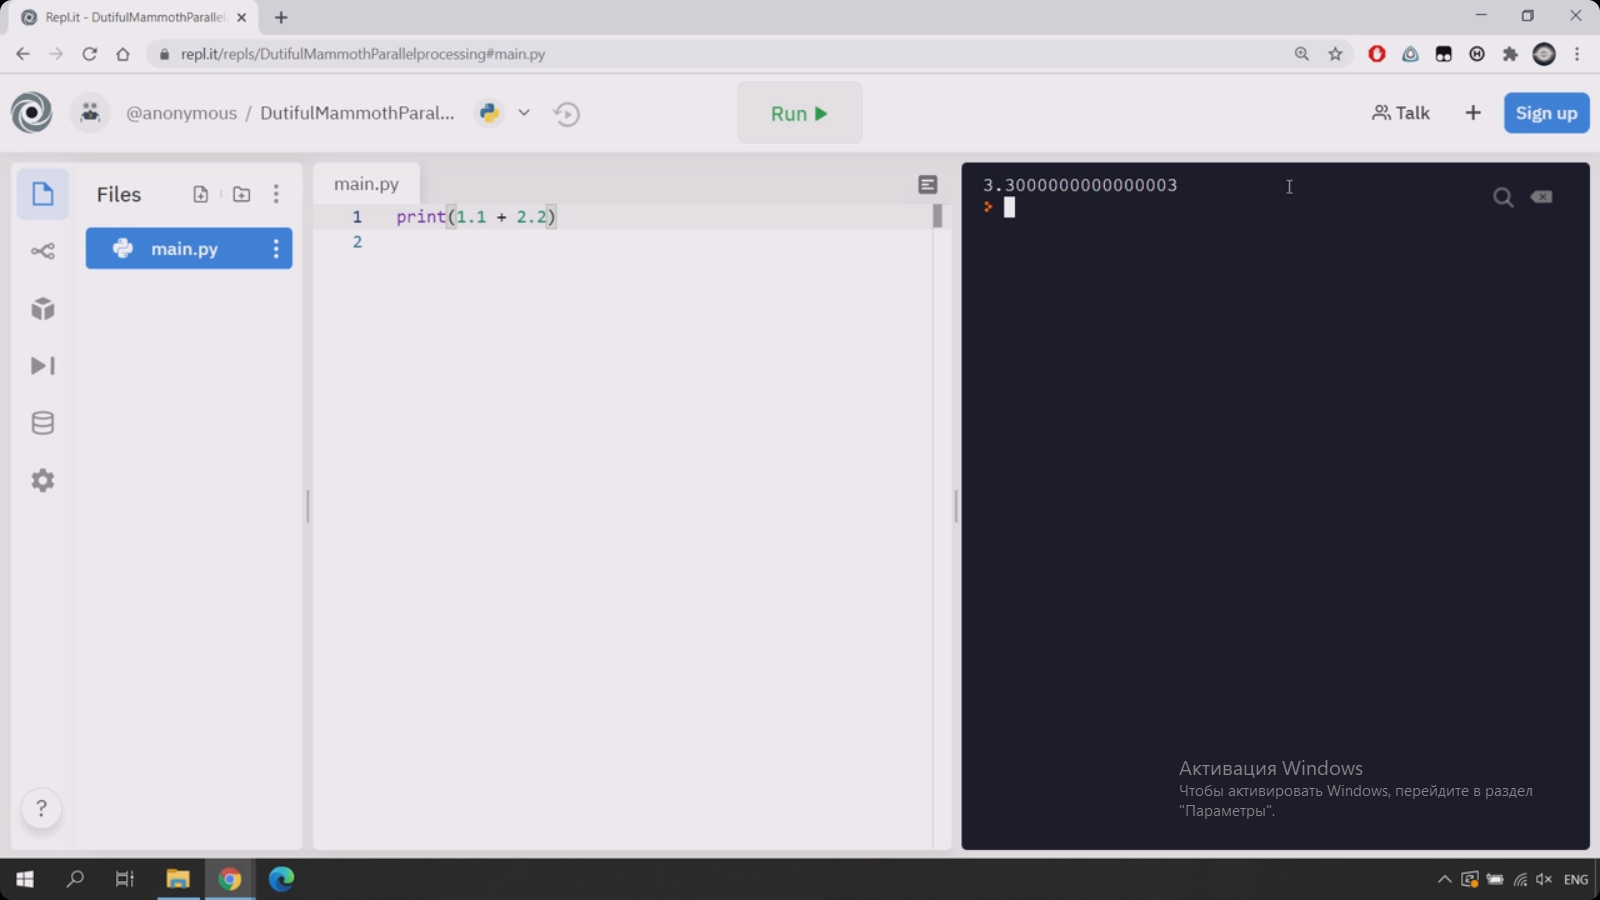 Repl.it - DutifulMammothParallel
repl.it/repls/DutifulMammothParallelprocessing#main.py
@anonymous / DutifulMammothParal...
Run
Talk
+
Sign up
Files
main.py
main.py
1 print(1.1 + 2.2)
2
3.3000000000000003
>
?
Активация Windows
Чтобы активировать Windows, перейдите в раздел
"Параметры".
ENG